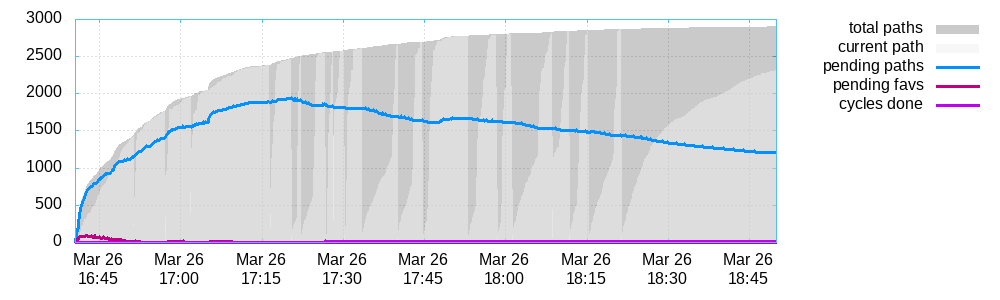 3000
2500
2000
1500
1000
500
0
Mar 26 Mar 26 Mar 26 Mar 26 Mar 26 Mar 26 Mar 26 Mar 26 Mar 26
16:45 17:00 17:15 17:30 17:45 18:00 18:15 18:30 18:45
total paths
current path
pending paths
pending favs
cycles done